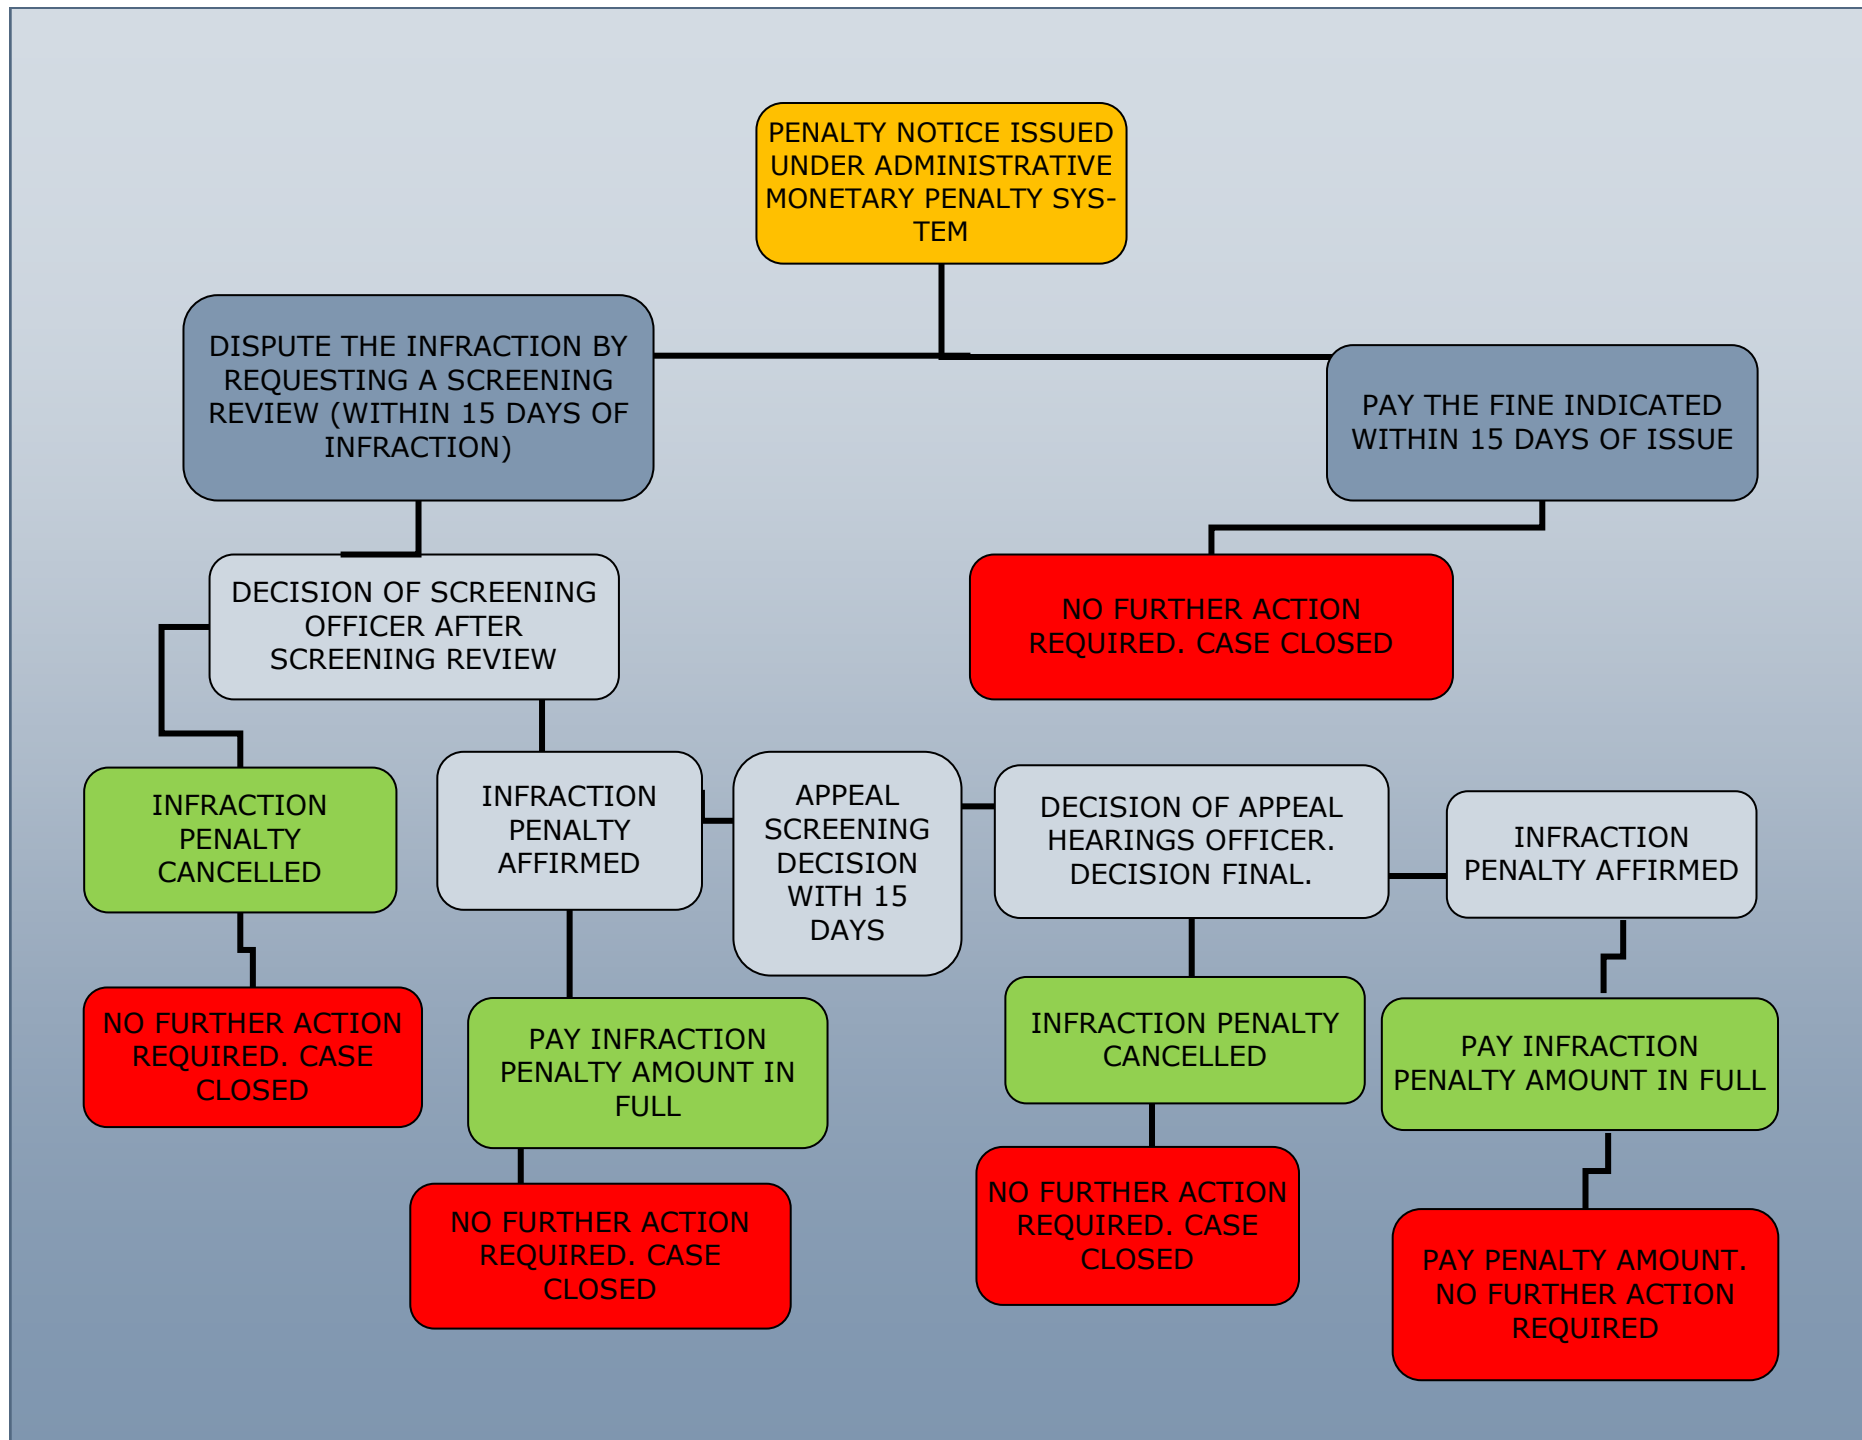 PENALTY NOTICE ISSUED
UNDER ADMINISTRATIVE
MONETARY PENALTY SYS-
TEM
DISPUTE THE INFRACTION BY
REQUESTING A SCREENING
REVIEW (WITHIN 15 DAYS OF
INFRACTION)
PAY THE FINE INDICATED
WITHIN 15 DAYS OF ISSUE
DECISION OF SCREENING
OFFICER AFTER
SCREENING REVIEW
NO FURTHER ACTION
REQUIRED. CASE CLOSED
INFRACTION
PENALTY
CANCELLED
INFRACTION
PENALTY
AFFIRMED
APPEAL
SCREENING
DECISION
WITH 15
DAYS
DECISION OF APPEAL
HEARINGS OFFICER.
DECISION FINAL.
INFRACTION
PENALTY AFFIRMED
NO FURTHER ACTION
REQUIRED. CASE
CLOSED
PAY INFRACTION
PENALTY AMOUNT IN
FULL
INFRACTION PENALTY
CANCELLED
PAY INFRACTION
PENALTY AMOUNT IN FULL
NO FURTHER ACTION
REQUIRED. CASE
CLOSED
NO FURTHER ACTION
REQUIRED. CASE
CLOSED
PAY PENALTY AMOUNT.
NO FURTHER ACTION
REQUIRED